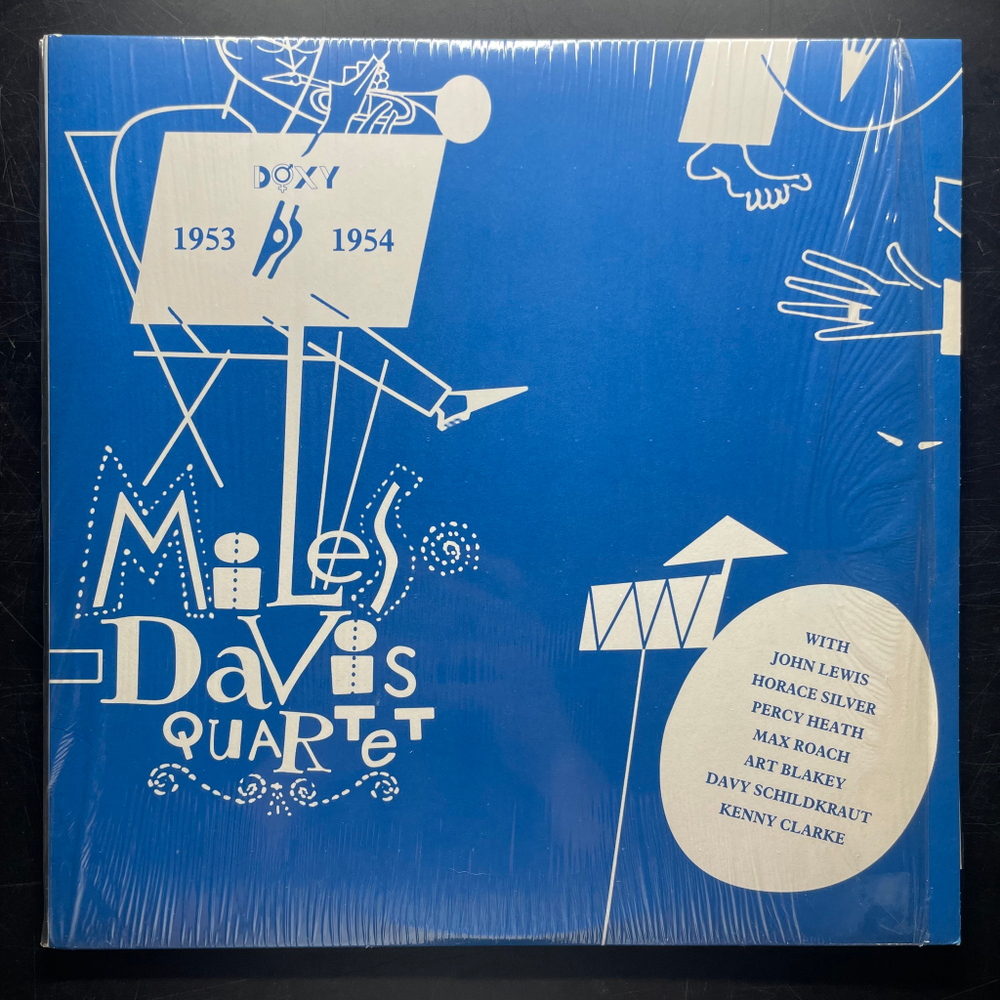 DOXY
1953 1954
MiLeS
DaViS
QUARTeT
WITH
JOHN LEWIS
HORACE SILVER
PERCY HEATH
MAX ROACH
ART BLAKEY
DAVY SCHILDKRAUT
KENNY CLARKE